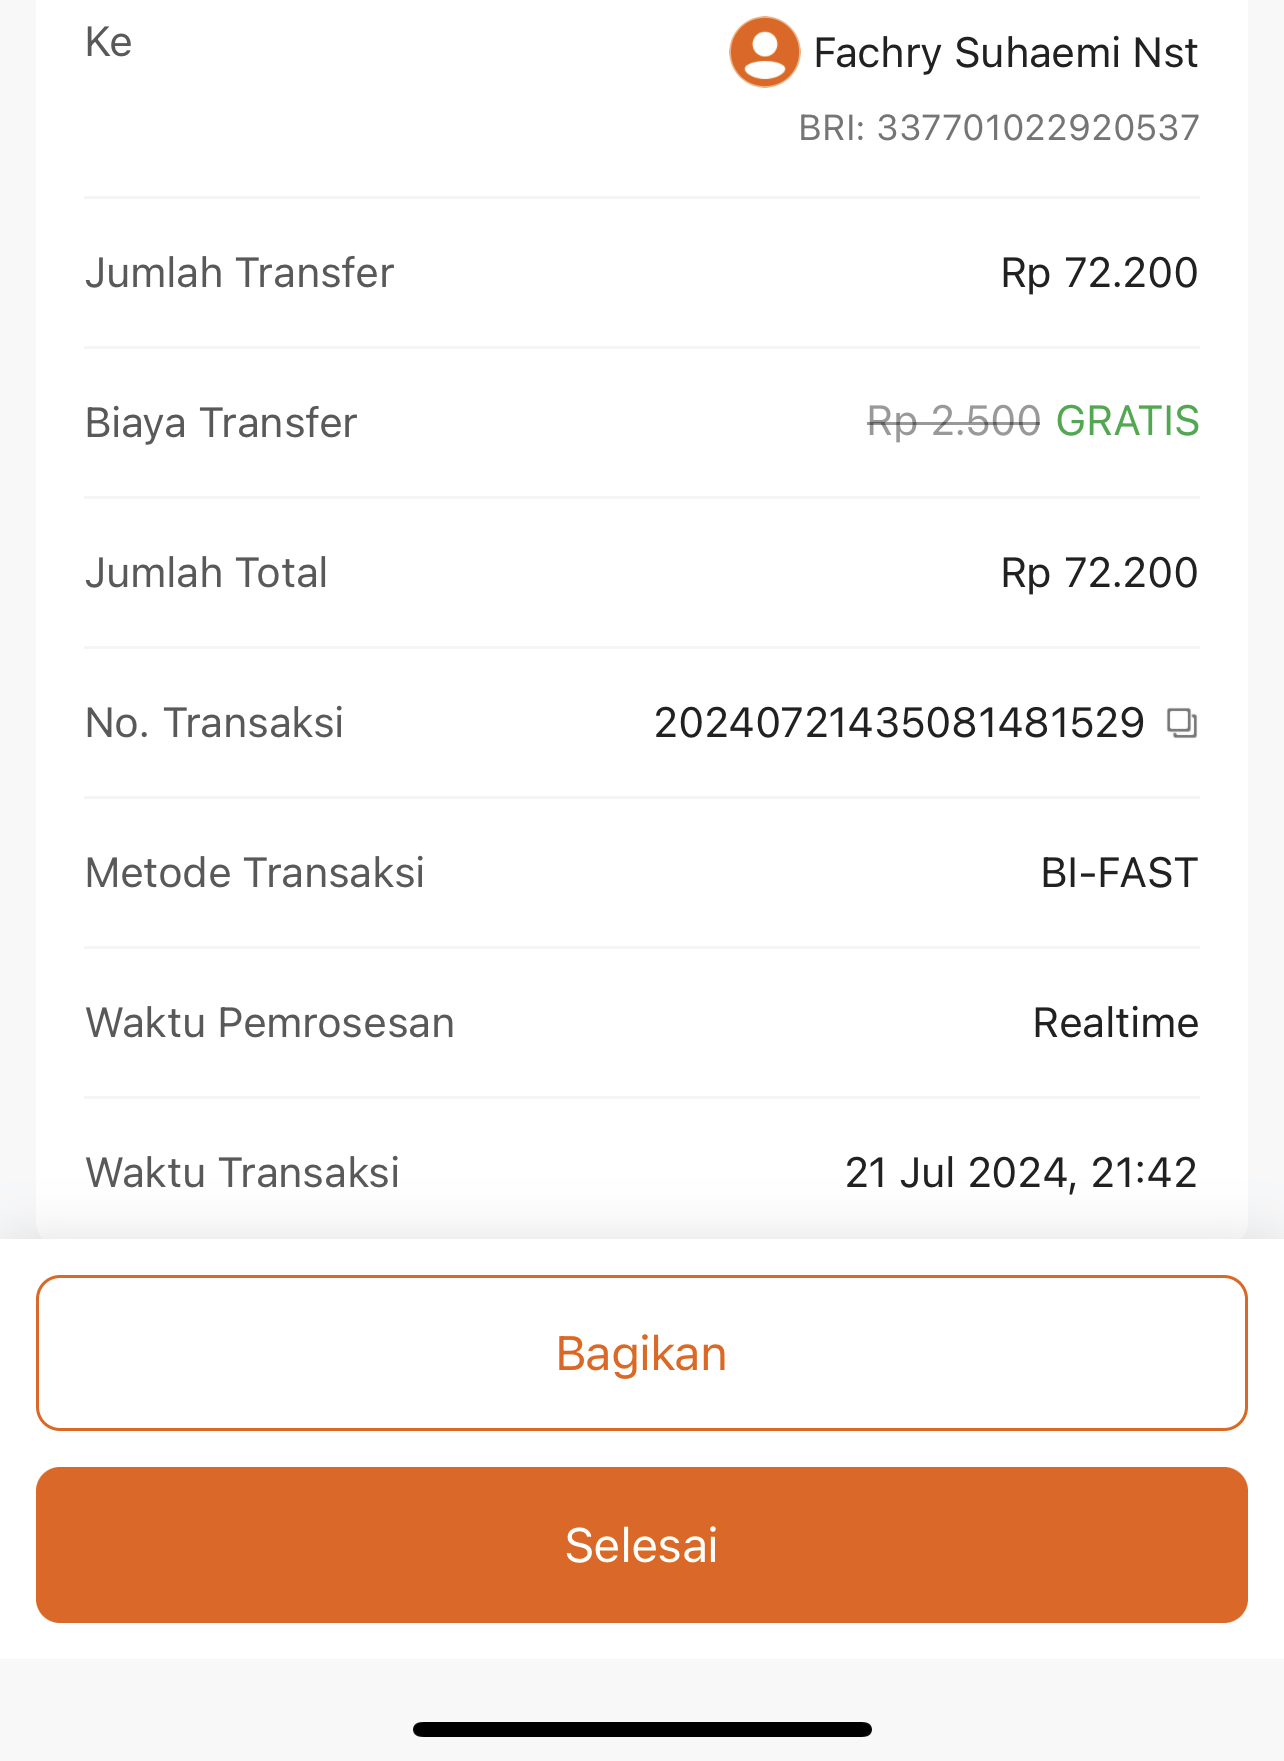 Ke
Fachry Suhaemi Nst
BRI: 337701022920537
Jumlah Transfer Rp 72.200
Biaya Transfer Rp 2.500 GRATIS
Jumlah Total Rp 72.200
No. Transaksi 20240721435081481529
Metode Transaksi BI-FAST
Waktu Pemrosesan Realtime
Waktu Transaksi 21 Jul 2024, 21:42
Bagikan
Selesai